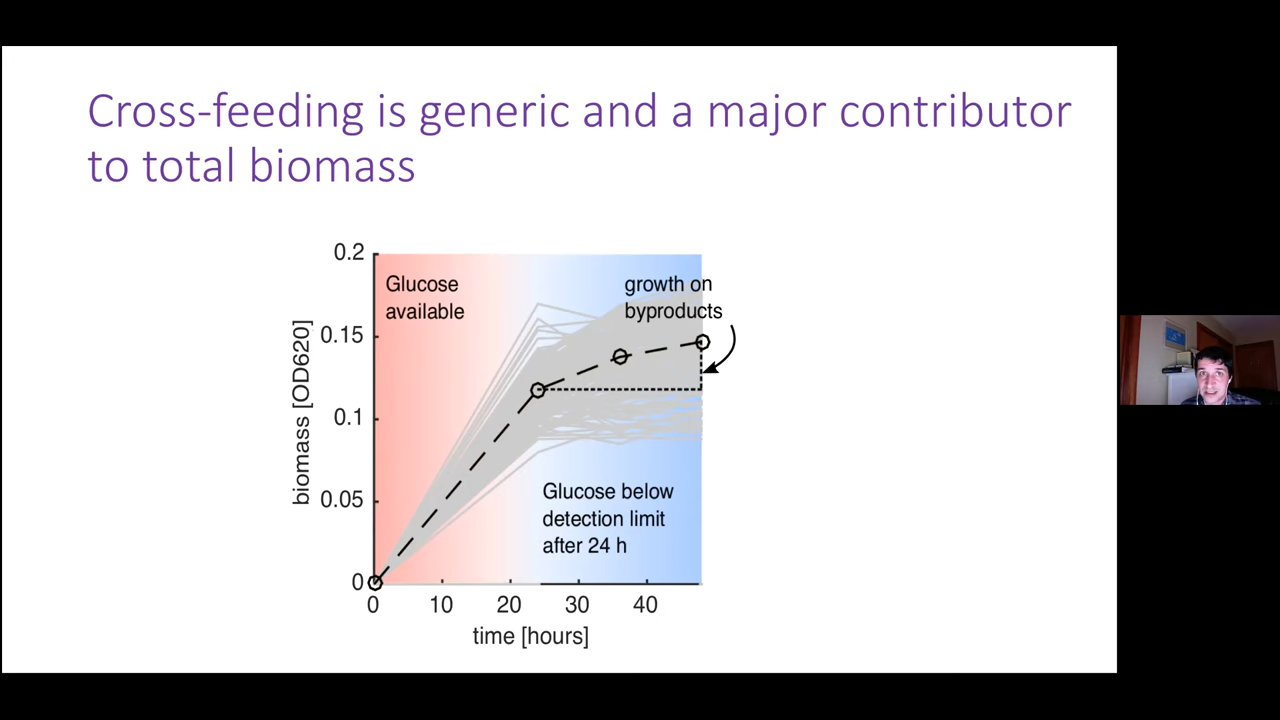 Cross-feeding is generic and a major contributor
to total biomass
0.2
0.15
0.1
0.05
0
biomass [OD620]
Glucose
available
growth on
byproducts
Glucose below
detection limit
after 24 h
0 10 20 30 40
time [hours]